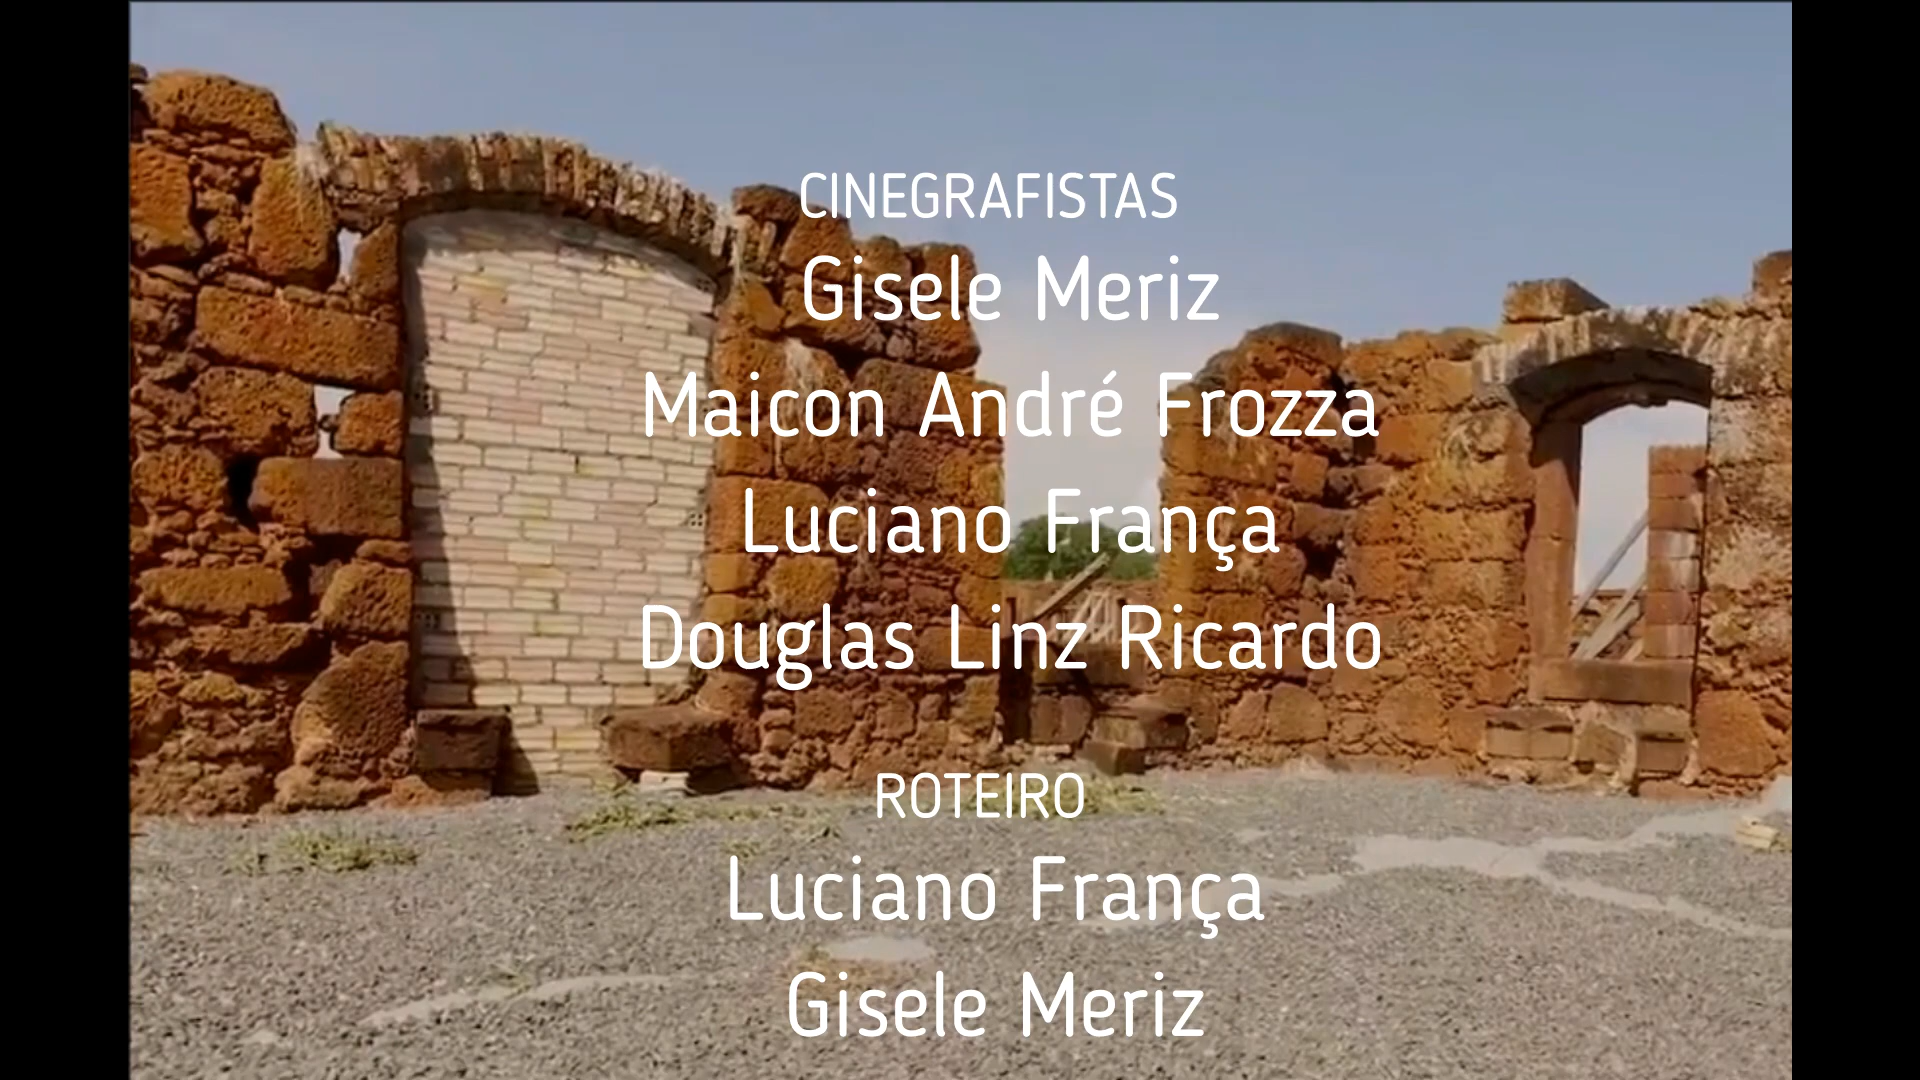 CINEGRAFISTAS
Gisele Meriz
Maicon André Frozza
Luciano França
Douglas Linz Ricardo
ROTEIRO
Luciano França
Gisele Meriz